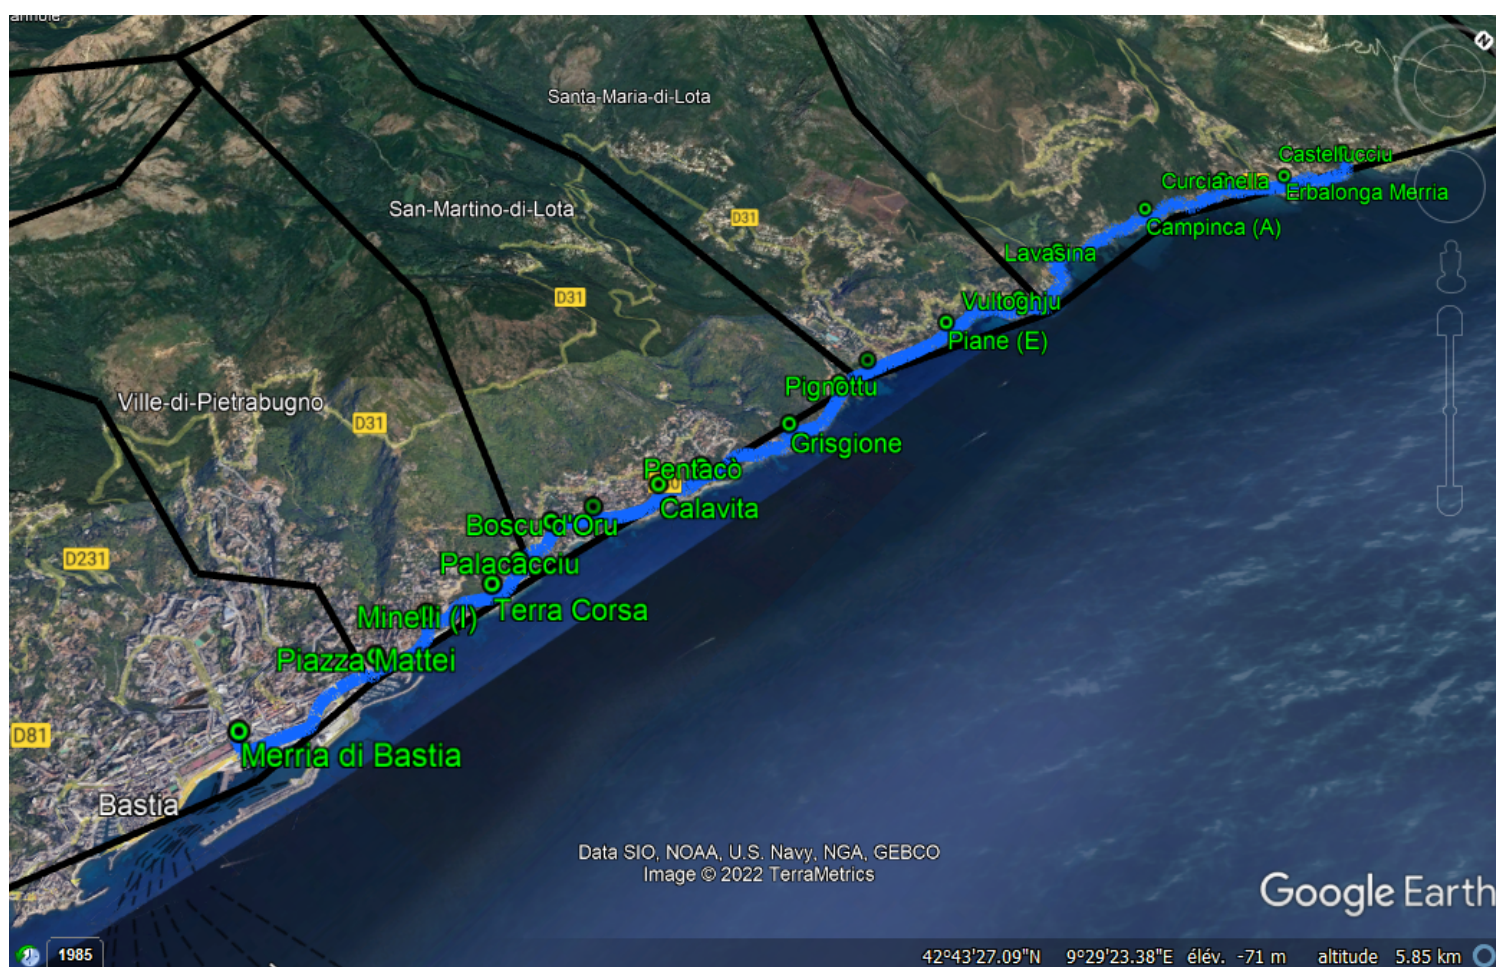 Santa-Maria-di-Lota
Castellucciu
Curcianella
Erbalonga Merria
San-Martino-di-Lota
D31
Campinca (A)
Lavasina
D31
Vultoghju
Piane (E)
Pignottu
Ville-di-Pietrabugno
D31
Grisgione
Pentacò
Calavita
Boscu d'Oru
D231
Palacacciu
Minelli (I)
Terra Corsa
Piazza Mattei
D81
Merria di Bastia
Bastia
Data SIO, NOAA, U.S. Navy, NGA, GEBCO
Image © 2022 TerraMetrics
Google Earth
1985
42°43'27.09"N 9°29'23.38"E élév. -71 m altitude 5.85 km